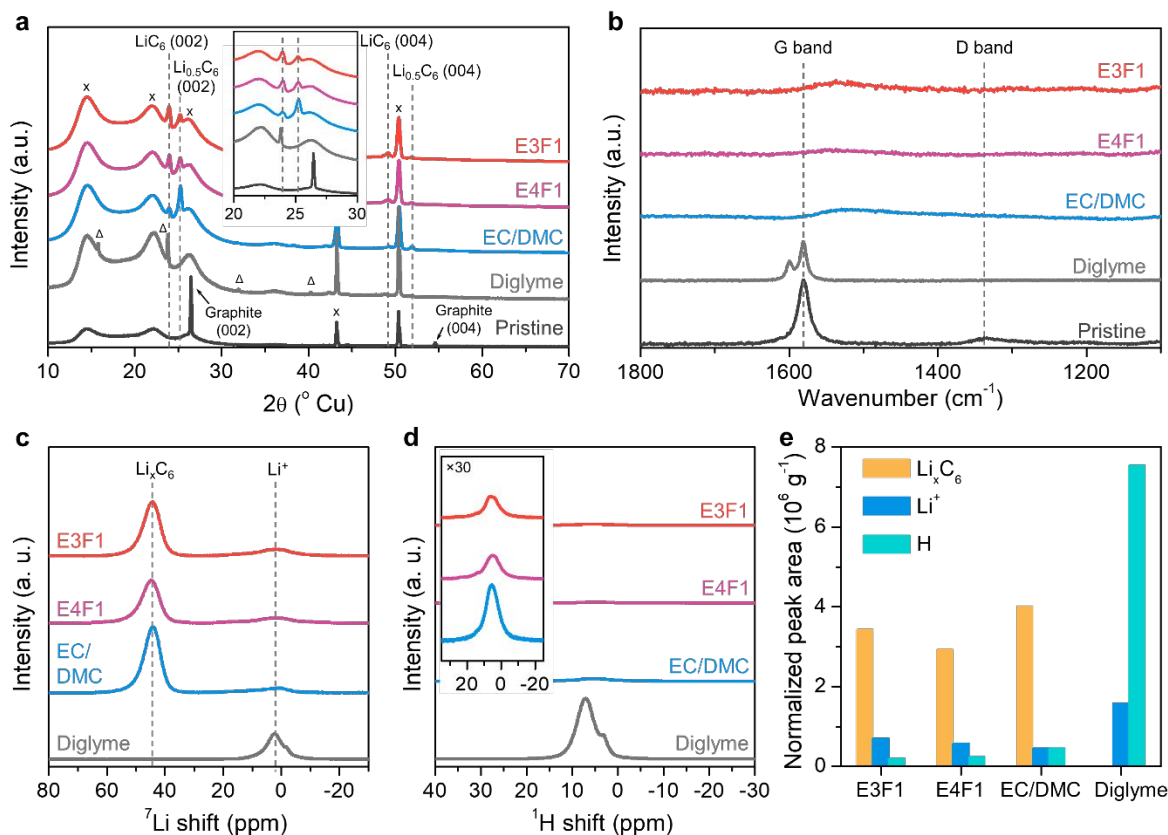 a
LiC₆ (002)
Li₀.₅C₆
(002)
LiC₆ (004)
Li₀.₅C₆ (004)
x
x
x
x
x
Δ
Δ
Δ
Δ
20 25 30
E3F1
E4F1
EC/DMC
Diglyme
Pristine
Graphite
(002)
Graphite
(004)
Intensity (a.u.)
10 20 30 40 50 60 70
2θ (° Cu)
b
G band
D band
E3F1
E4F1
EC/DMC
Diglyme
Pristine
Intensity (a.u.)
1800 1600 1400 1200
Wavenumber (cm⁻¹)
c
LiₓC₆
Li⁺
E3F1
E4F1
EC/
DMC
Diglyme
Intensity (a. u.)
60 40 20 0 -20
⁷Li shift (ppm)
d
×30
20 0 -20
E3F1
E4F1
EC/DMC
Diglyme
Intensity (a. u.)
40 30 20 10 0 -10 -20 -30
¹H shift (ppm)
e
LiₓC₆
Li⁺
H
Normalized peak area (10⁶ g⁻¹)
8
6
4
2
0
E3F1 E4F1 EC/DMC Diglyme